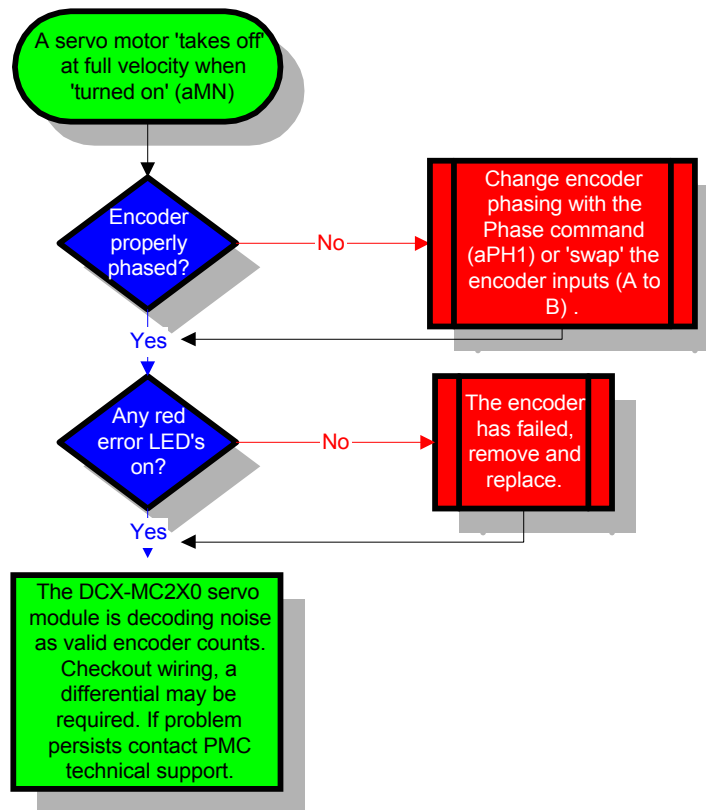 A servo motor 'takes off'
at full velocity when
'turned on' (aMN)
Encoder
properly
phased?
No
Change encoder
phasing with the
Phase command
(aPH1) or 'swap' the
encoder inputs (A to
B) .
Yes
Any red
error LED's
on?
No
The encoder
has failed,
remove and
replace.
Yes
The DCX-MC2X0 servo
module is decoding noise
as valid encoder counts.
Checkout wiring, a
differential may be
required. If problem
persists contact PMC
technical support.